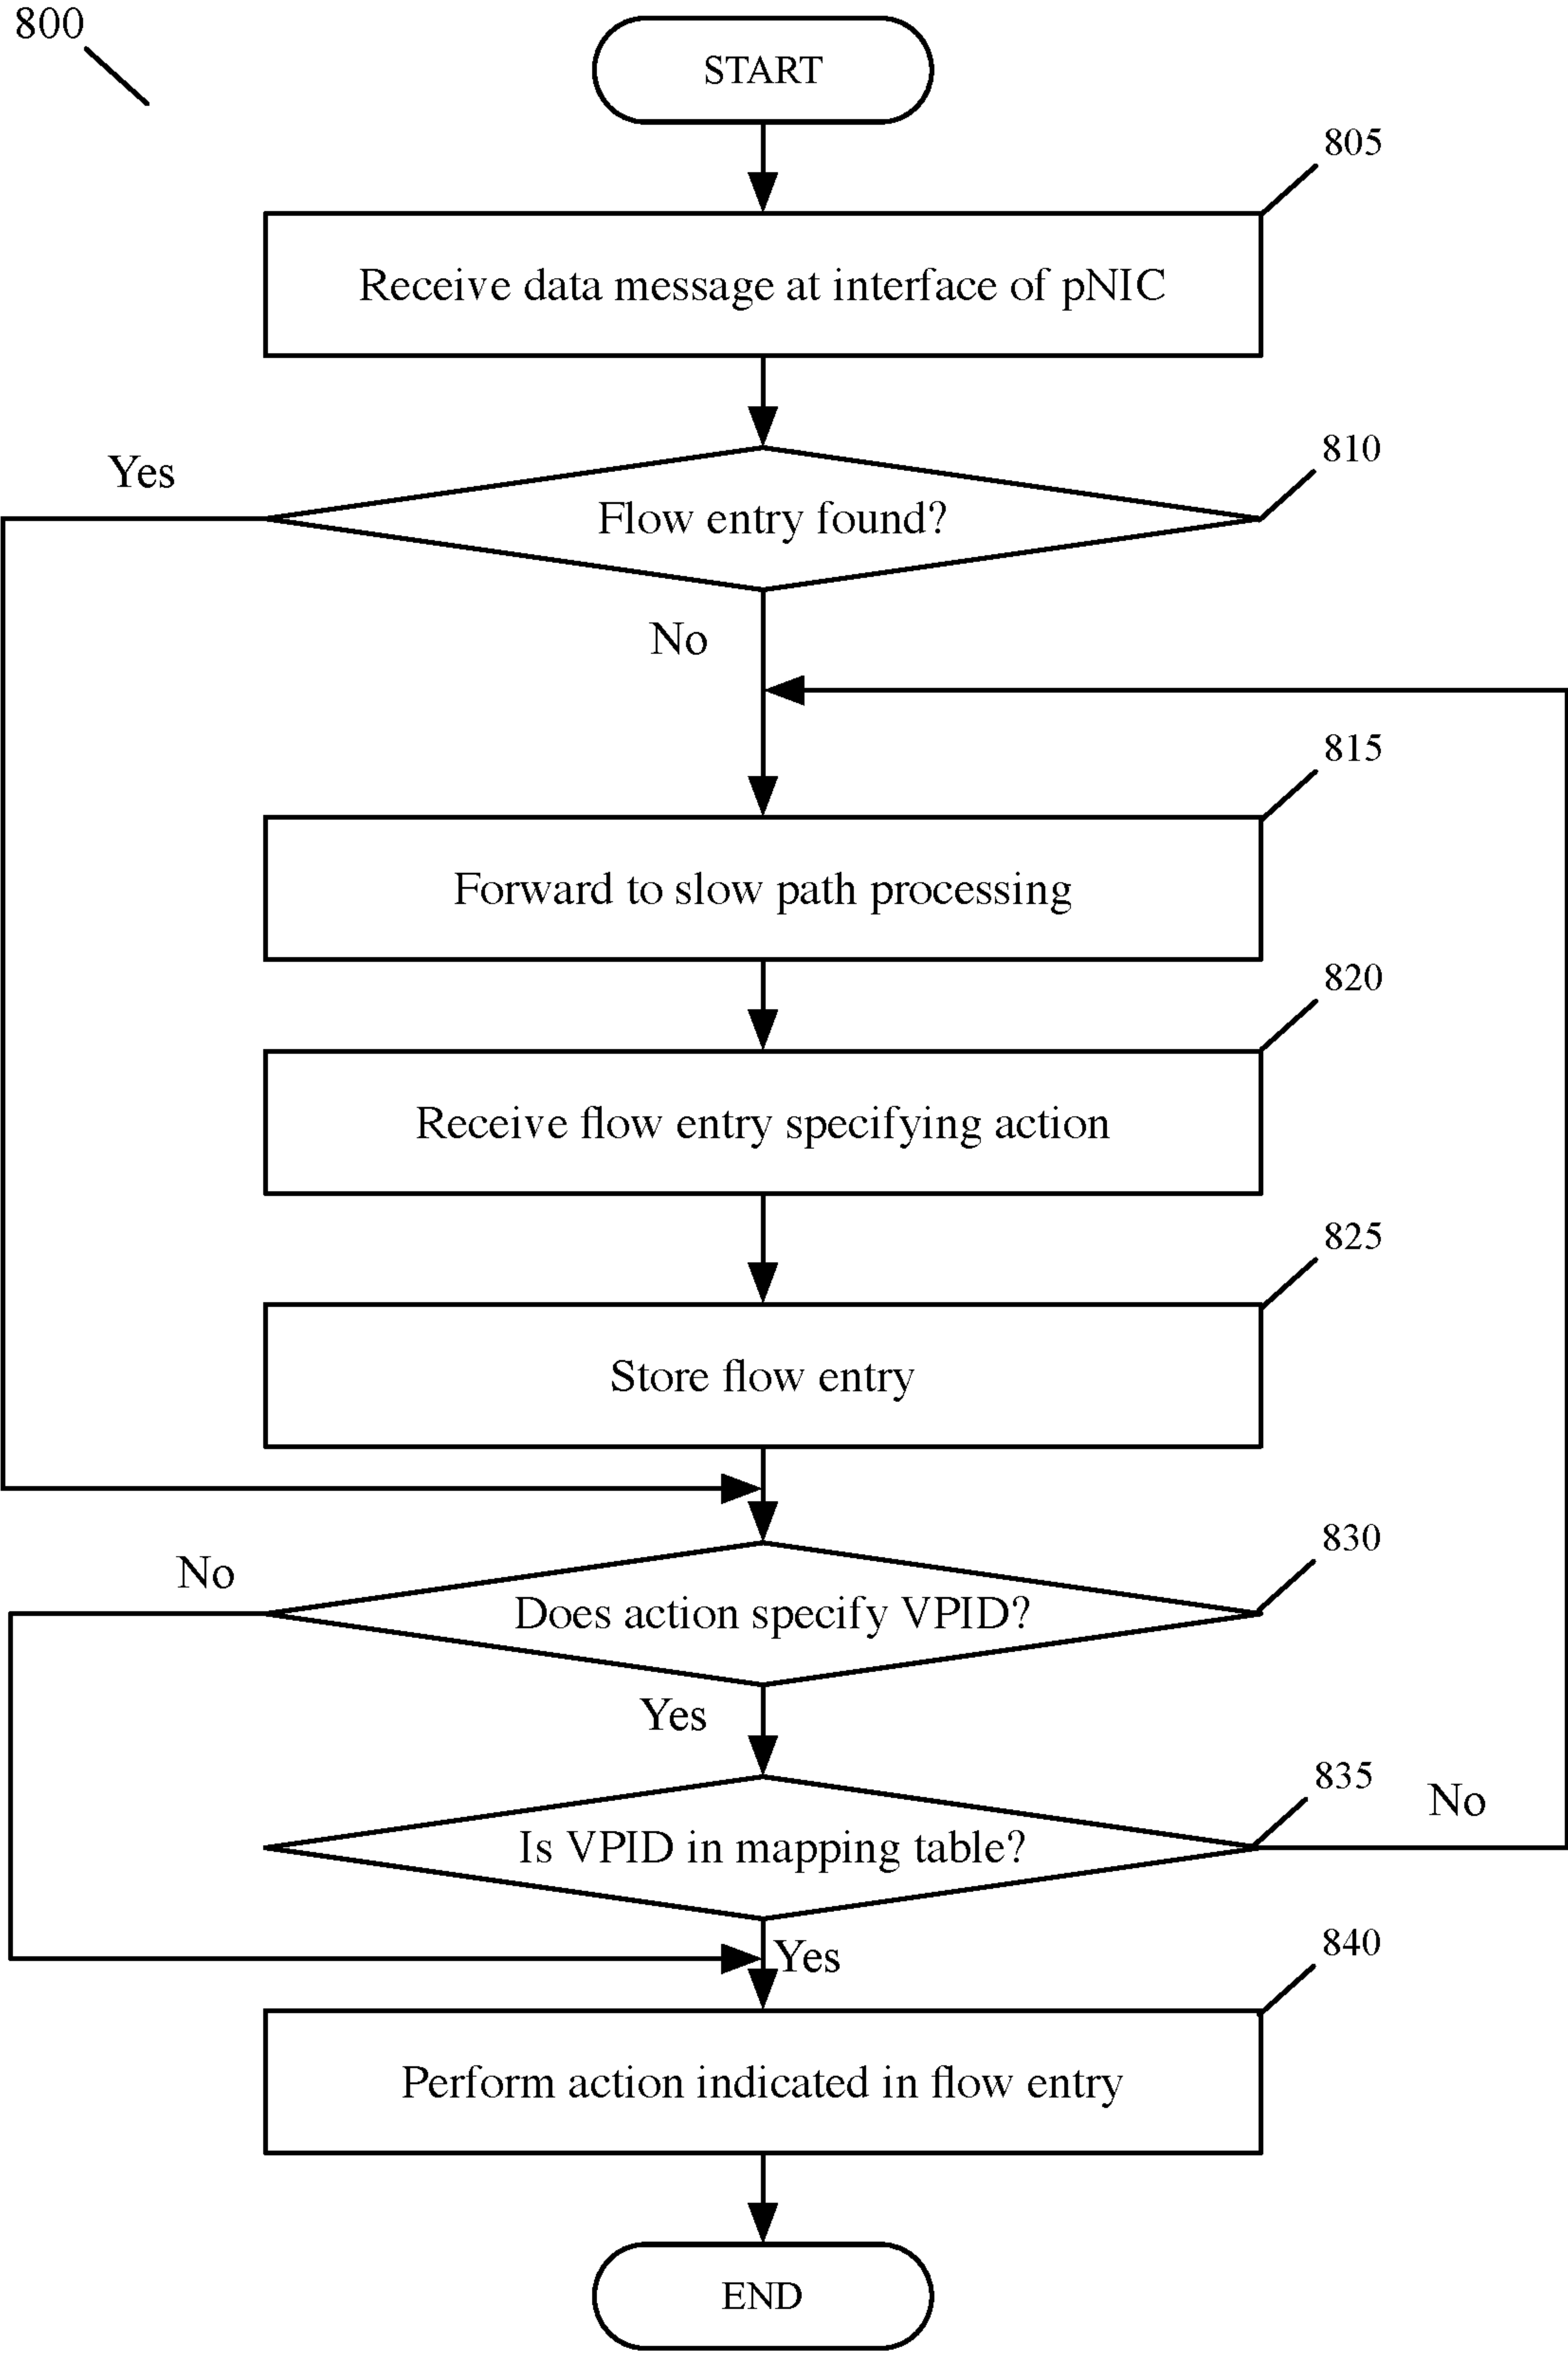 800
START
805
Receive data message at interface of pNIC
810
Yes
Flow entry found?
No
815
Forward to slow path processing
820
Receive flow entry specifying action
825
Store flow entry
830
No
Does action specify VPID?
Yes
835
No
Is VPID in mapping table?
Yes
840
Perform action indicated in flow entry
END